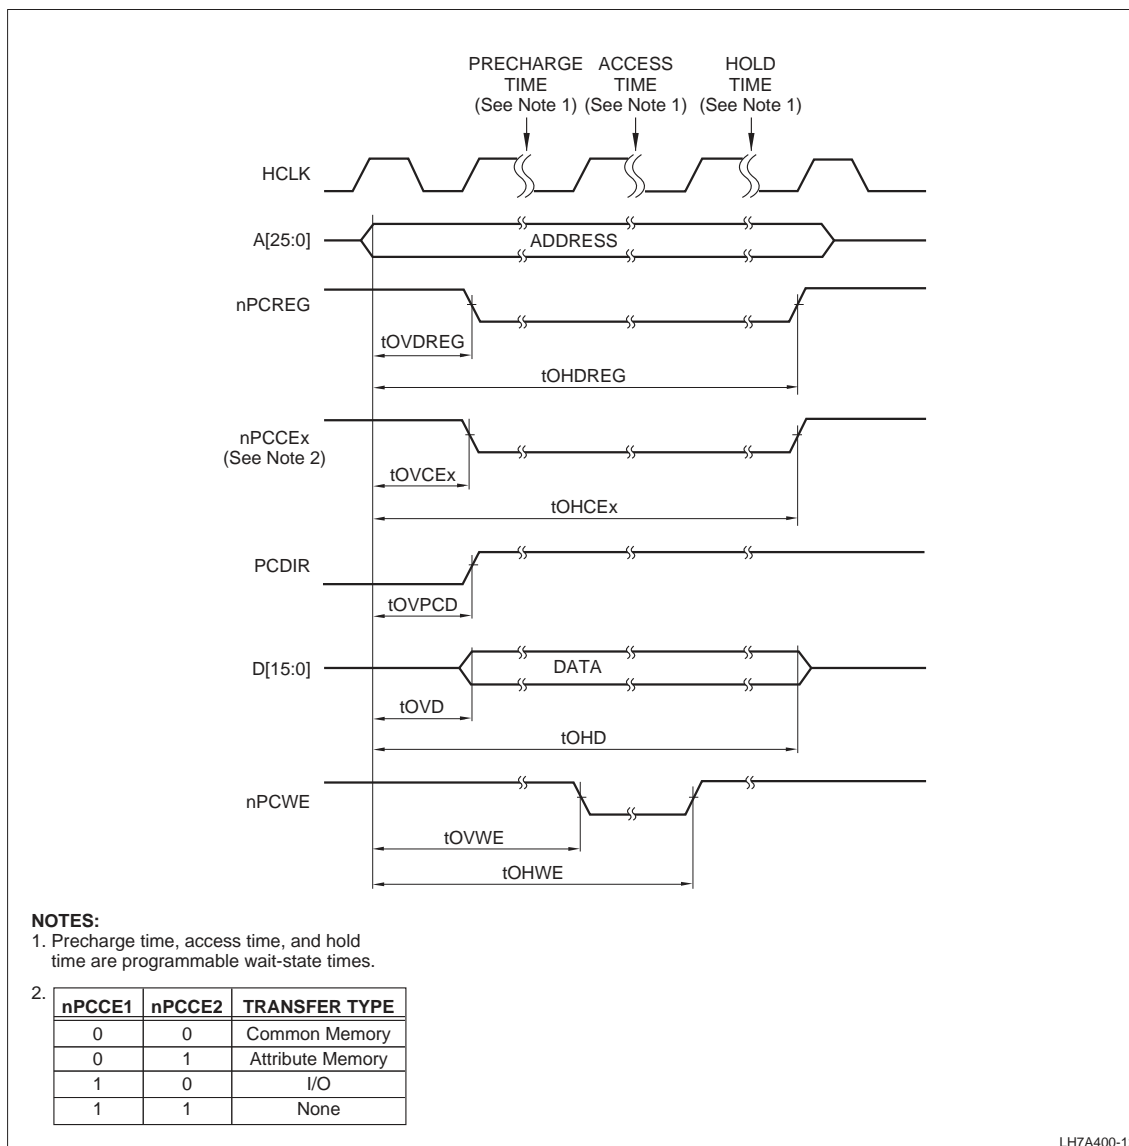 PRECHARGE TIME (See Note 1)
ACCESS TIME (See Note 1)
HOLD TIME (See Note 1)
HCLK
A[25:0]
ADDRESS
nPCREG
tOVDREG
tOHDREG
nPCCEx
(See Note 2)
tOVCEx
tOHCEx
PCDIR
tOVPCD
D[15:0]
DATA
tOVD
tOHD
nPCWE
tOVWE
tOHWE
NOTES:
1. Precharge time, access time, and hold
time are programmable wait-state times.
2.
nPCCE1 nPCCE2 TRANSFER TYPE
0 0 Common Memory
0 1 Attribute Memory
1 0 I/O
1 1 None
LH7A400-1